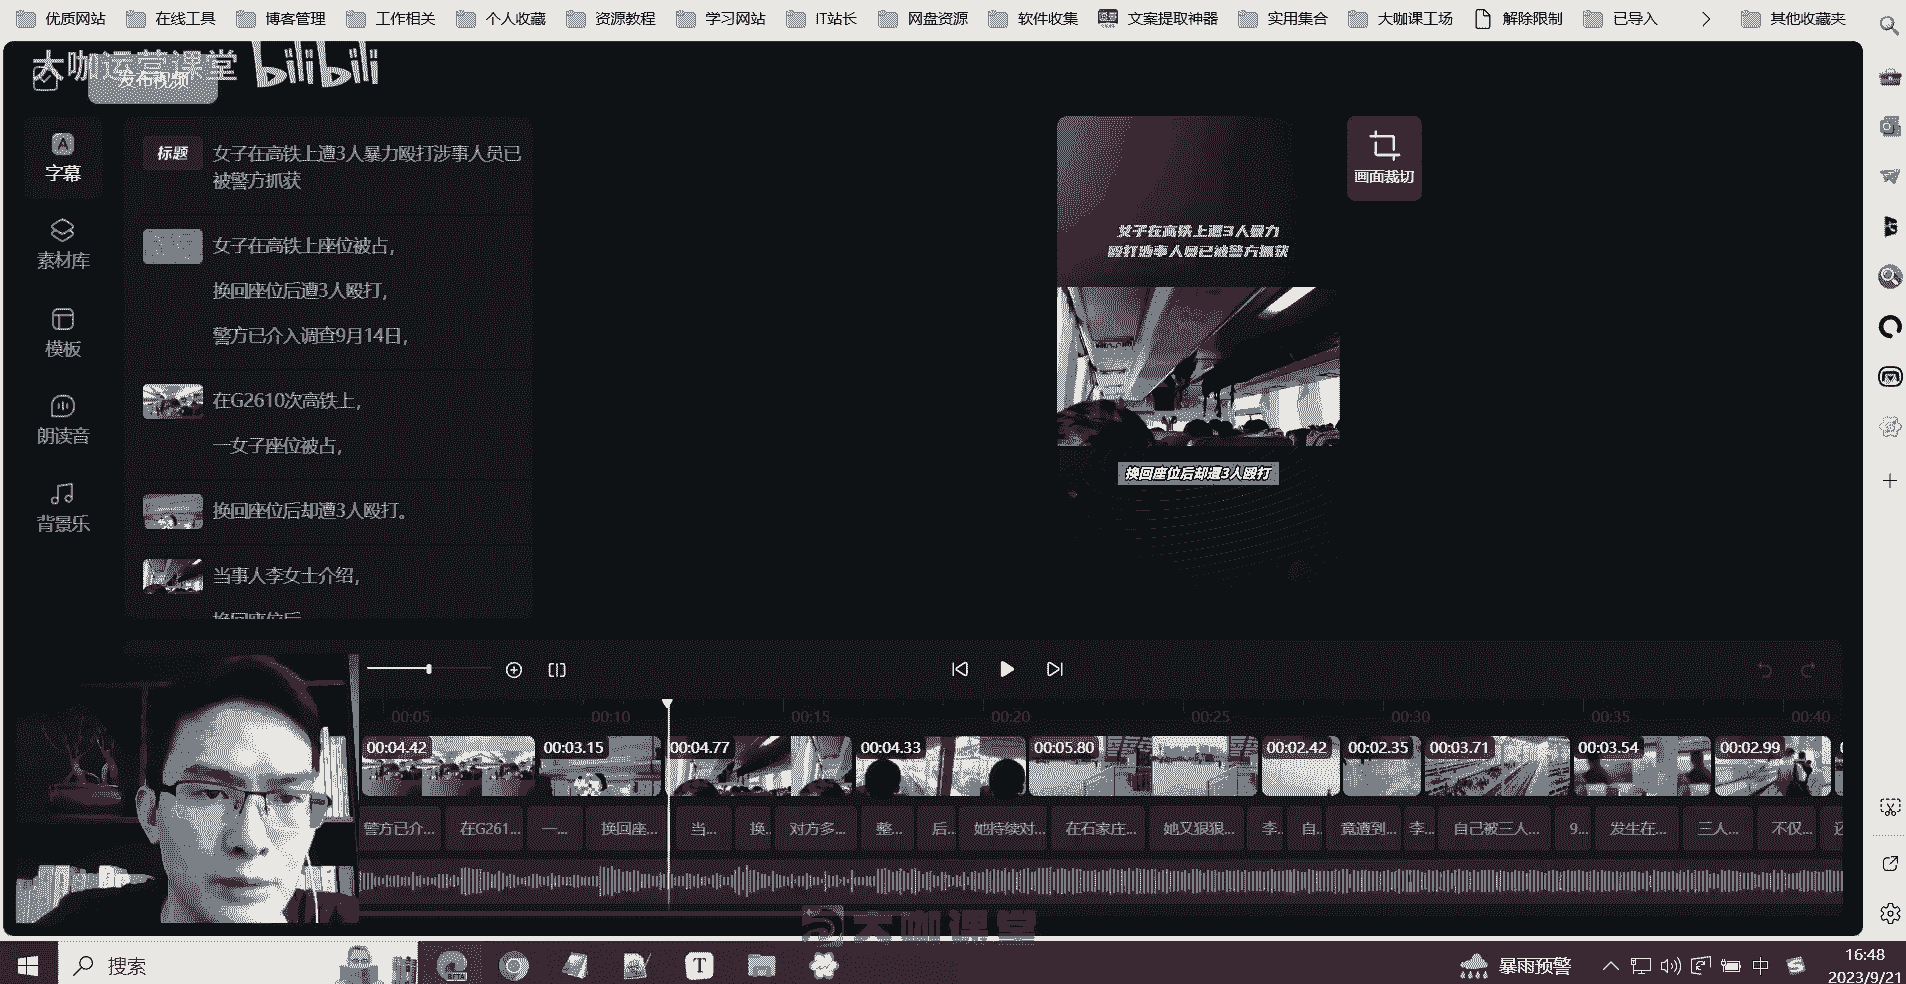 优质网站
在线工具
博客管理
工作相关
个人收藏
资源教程
学习网站
IT站长
网盘资源
软件收集
文案提取神器
实用集合
大咖课工场
解除限制
已导入
其他收藏夹
大咖运营课堂 bilibili
发布视频
字幕
素材库
模板
朗读音
背景乐
标题
女子在高铁上遭3人暴力殴打涉事人员已
被警方抓获
女子在高铁上座位被占,
换回座位后遭3人殴打,
警方已介入调查9月14日,
在G2610次高铁上,
一女子座位被占,
换回座位后却遭3人殴打。
当事人李女士介绍,
换回座位后
女子在高铁上遭3人暴力
殴打涉事人员已被警方抓获
换回座位后却遭3人殴打
画面裁切
00:05
00:10
00:15
00:20
00:25
00:30
00:35
00:40
00:04.42
00:03.15
00:04.77
00:04.33
00:05.80
00:02.42
00:02.35
00:03.71
00:03.54
00:02.99
警方已介...
在G261...
一...
换回座...
当...
换..
对方多...
整...
后..
她持续对...
在石家庄...
她又狠狠...
李..
自.
竟遭到...
李..
自己被三人...
9...
发生在...
三人...
不仅...
大咖课堂
搜索
BETA
T
暴雨预警
中
16:48
2023/9/21